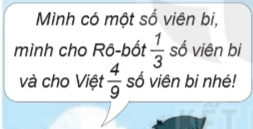 Mình có một số viên bi,
mình cho Rô-bốt 1/3 số viên bi
và cho Việt 4/9 số viên bi nhé!